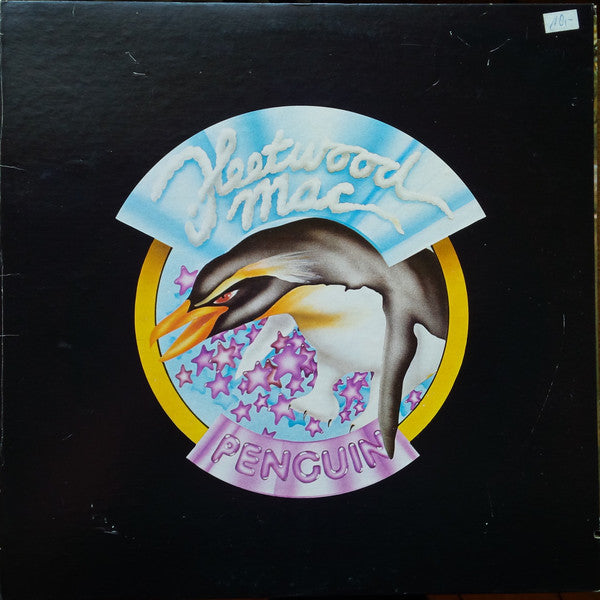 10,-
Fleetwood
Mac
PENGUIN